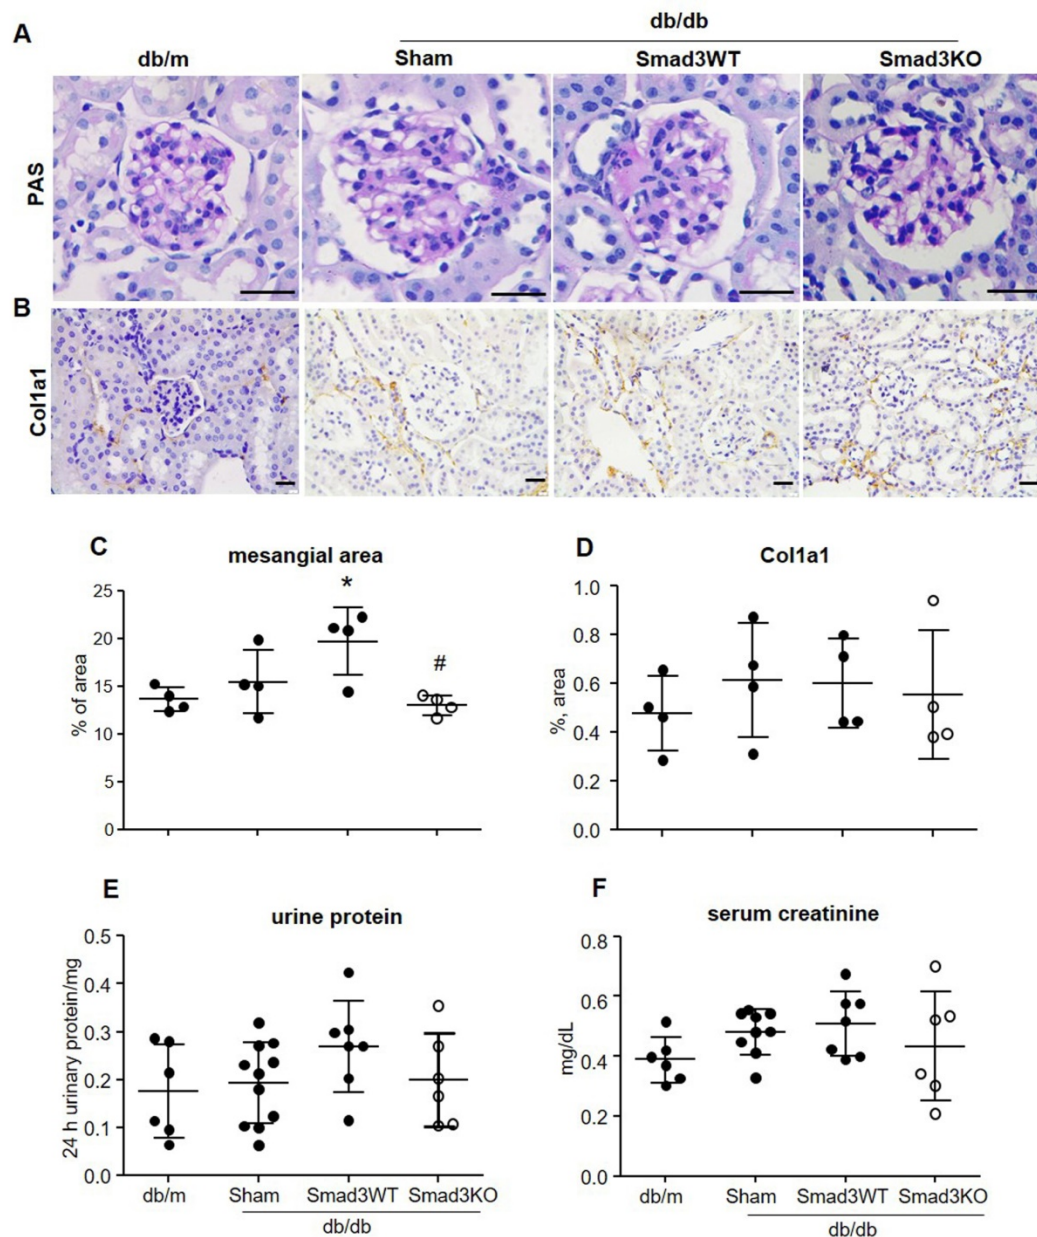 A
db/db
db/m
Sham
Smad3WT
Smad3KO
PAS
B
Col1a1
C
mesangial area
% of area
25
20
15
10
5
0
*
#
D
Col1a1
%, area
1.0
0.8
0.6
0.4
0.2
0.0
E
urine protein
24 h urinary protein/mg
0.5
0.4
0.3
0.2
0.1
0.0
db/m
Sham
Smad3WT
Smad3KO
db/db
F
serum creatinine
mg/dL
0.8
0.6
0.4
0.2
0.0
db/m
Sham
Smad3WT
Smad3KO
db/db